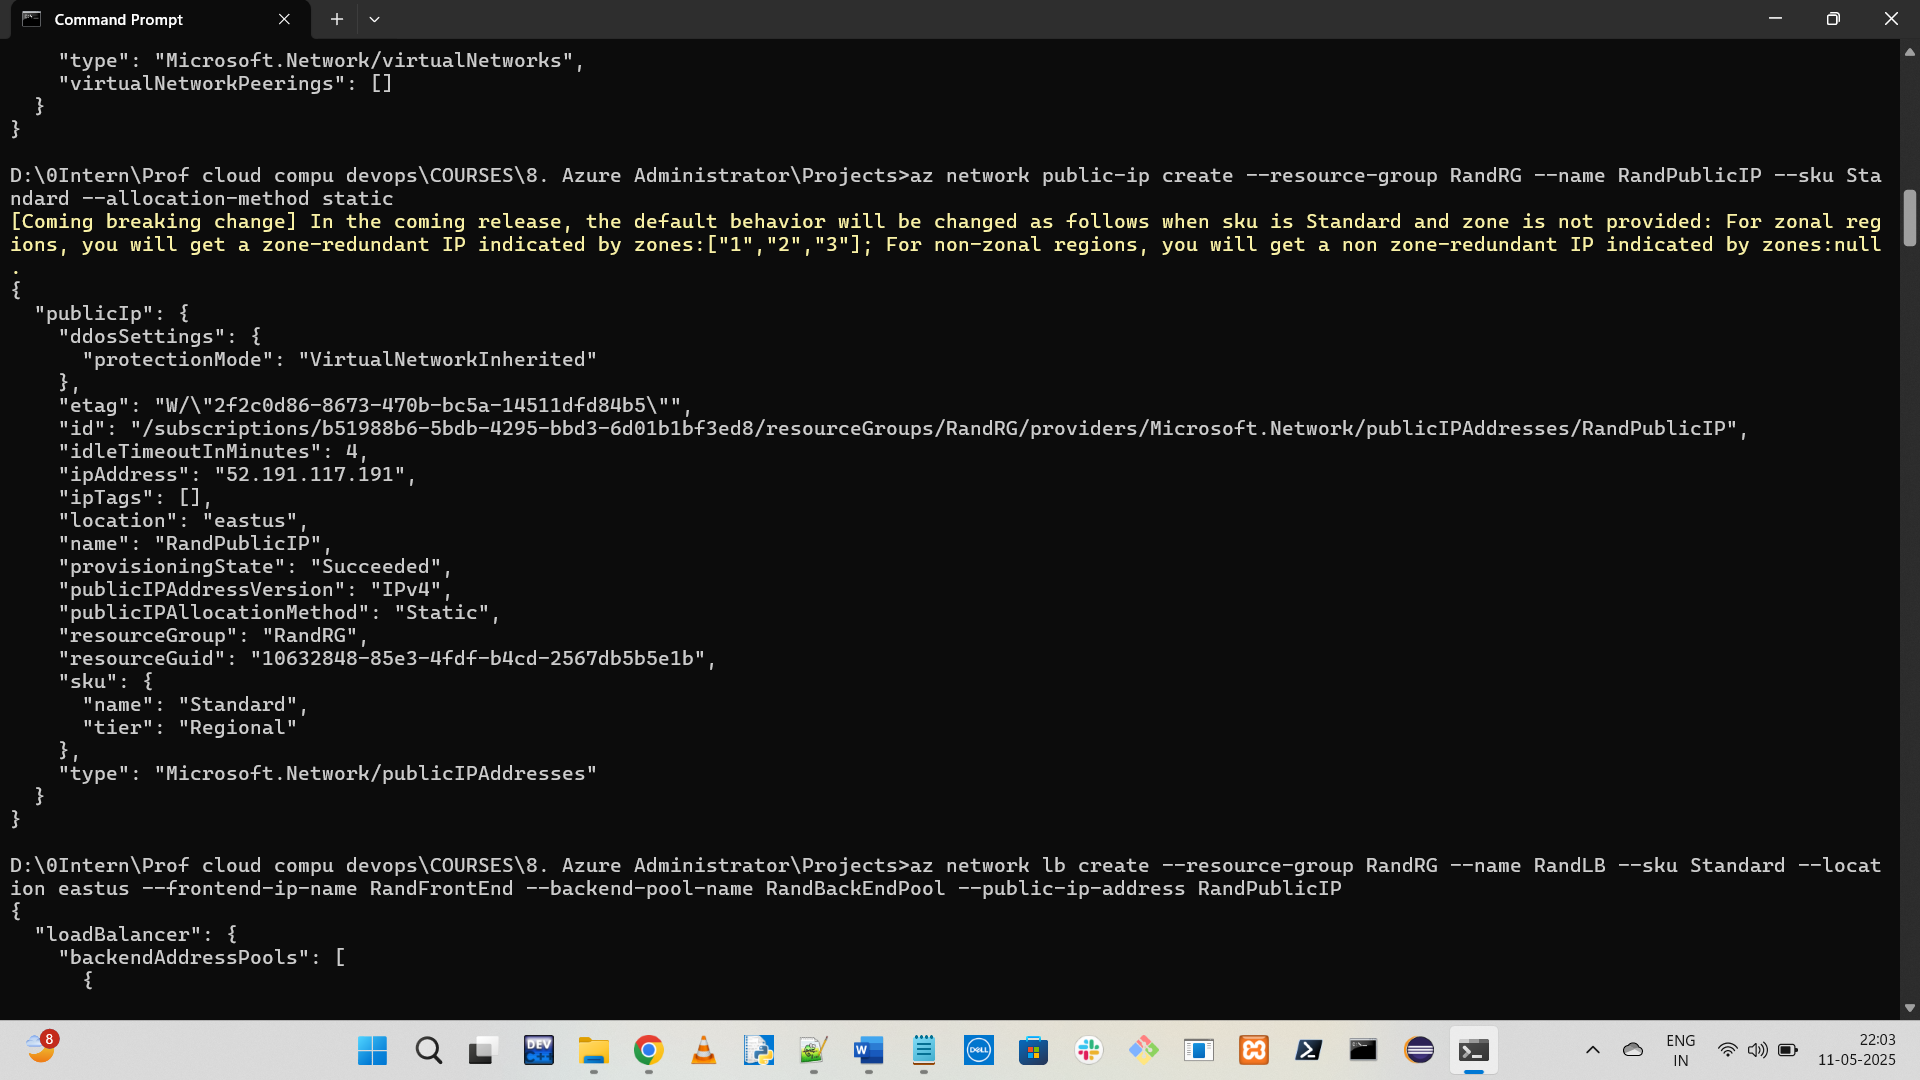 Command Prompt
"type": "Microsoft.Network/virtualNetworks",
"virtualNetworkPeerings": []
}
}
D:\0Intern\Prof cloud compu devops\COURSES\8. Azure Administrator\Projects>az network public-ip create --resource-group RandRG --name RandPublicIP --sku Sta
ndard --allocation-method static
[Coming breaking change] In the coming release, the default behavior will be changed as follows when sku is Standard and zone is not provided: For zonal reg
ions, you will get a zone-redundant IP indicated by zones:["1","2","3"]; For non-zonal regions, you will get a non zone-redundant IP indicated by zones:null
.
{
"publicIp": {
"ddosSettings": {
"protectionMode": "VirtualNetworkInherited"
},
"etag": "W/\"2f2c0d86-8673-470b-bc5a-14511dfd84b5\"",
"id": "/subscriptions/b51988b6-5bdb-4295-bbd3-6d01b1bf3ed8/resourceGroups/RandRG/providers/Microsoft.Network/publicIPAddresses/RandPublicIP",
"idleTimeoutInMinutes": 4,
"ipAddress": "52.191.117.191",
"ipTags": [],
"location": "eastus",
"name": "RandPublicIP",
"provisioningState": "Succeeded",
"publicIPAddressVersion": "IPv4",
"publicIPAllocationMethod": "Static",
"resourceGroup": "RandRG",
"resourceGuid": "10632848-85e3-4fdf-b4cd-2567db5b5e1b",
"sku": {
"name": "Standard",
"tier": "Regional"
},
"type": "Microsoft.Network/publicIPAddresses"
}
}
D:\0Intern\Prof cloud compu devops\COURSES\8. Azure Administrator\Projects>az network lb create --resource-group RandRG --name RandLB --sku Standard --locat
ion eastus --frontend-ip-name RandFrontEnd --backend-pool-name RandBackEndPool --public-ip-address RandPublicIP
{
"loadBalancer": {
"backendAddressPools": [
{
8
DEV
C++
W
DELL
ENG
IN
22:03
11-05-2025